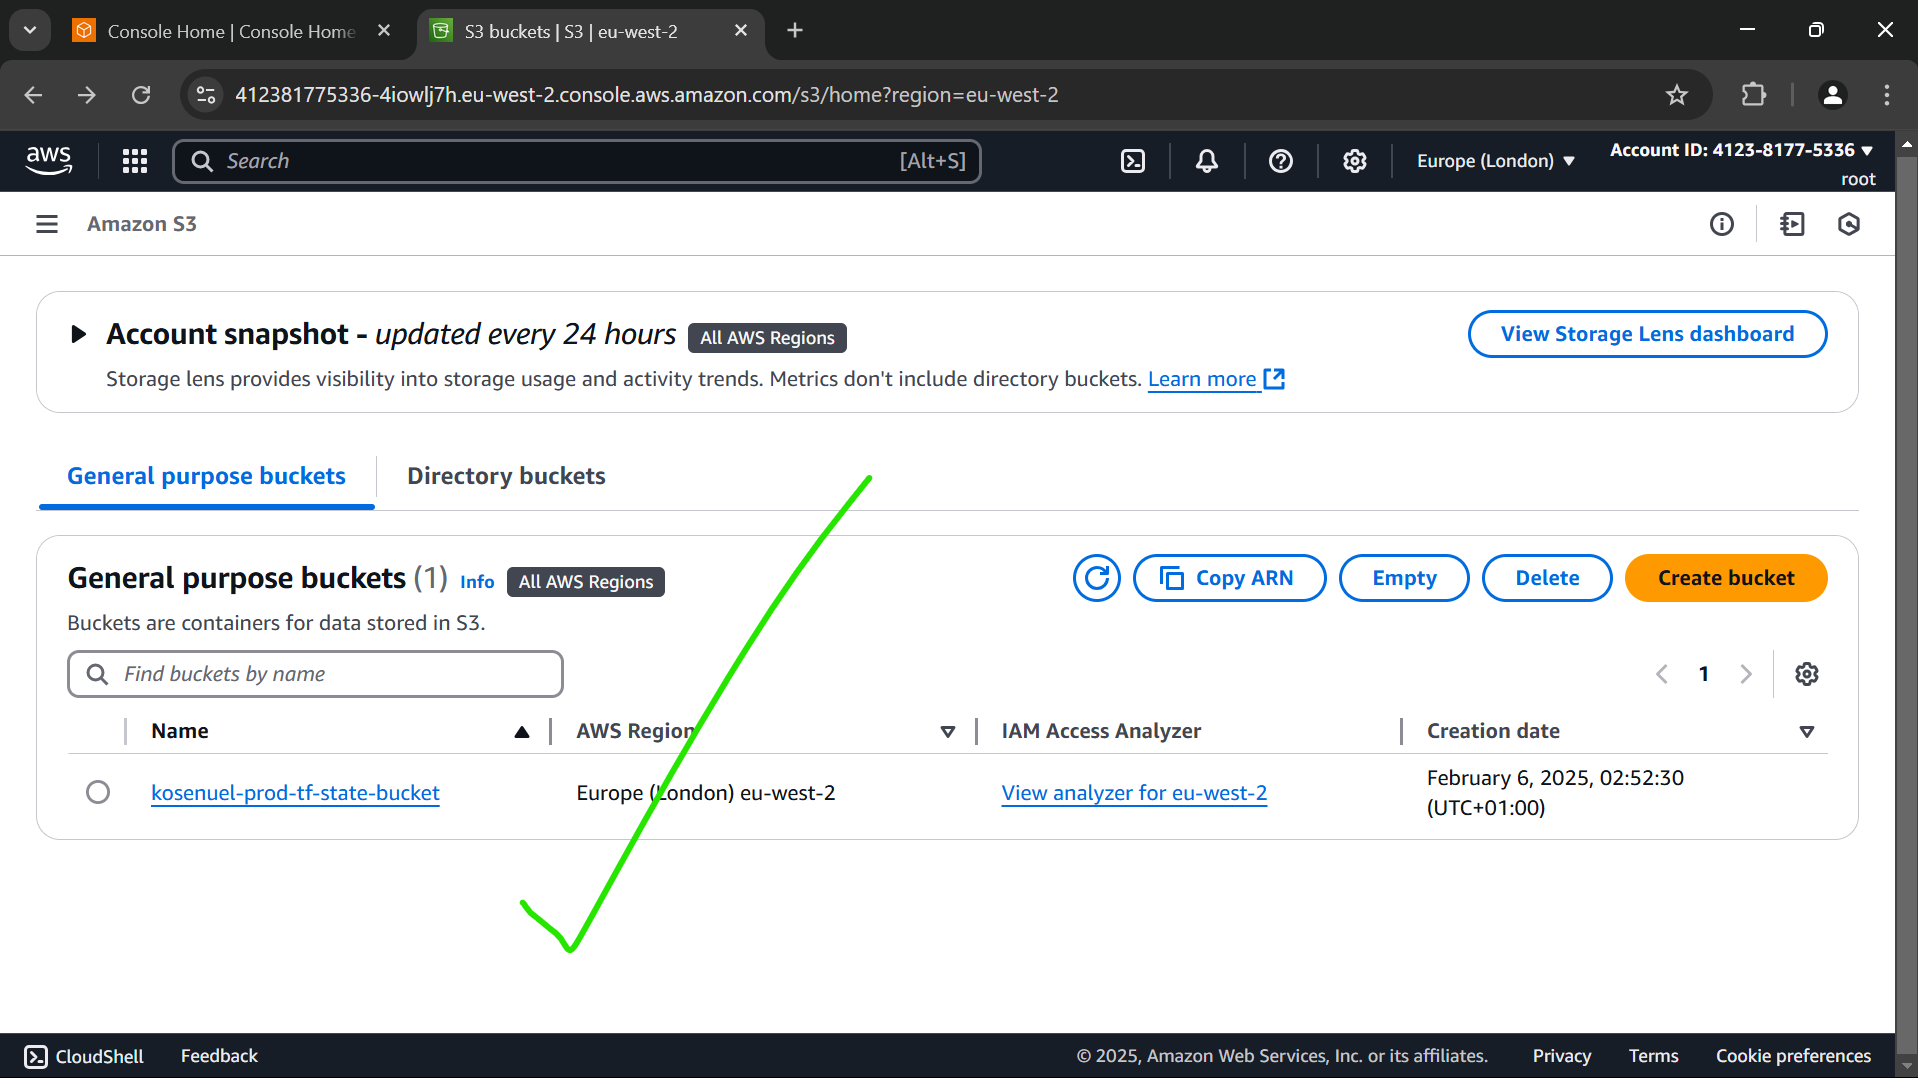 Console Home | Console Home
S3 buckets | S3 | eu-west-2
412381775336-4iowlj7h.eu-west-2.console.aws.amazon.com/s3/home?region=eu-west-2
aws
Search
[Alt+S]
Europe (London)
Account ID: 4123-8177-5336
root
Amazon S3
Account snapshot - updated every 24 hours
All AWS Regions
View Storage Lens dashboard
Storage lens provides visibility into storage usage and activity trends. Metrics don't include directory buckets. Learn more
General purpose buckets
Directory buckets
General purpose buckets (1) Info
All AWS Regions
Copy ARN
Empty
Delete
Create bucket
Buckets are containers for data stored in S3.
Find buckets by name
1
Name
AWS Region
IAM Access Analyzer
Creation date
kosenuel-prod-tf-state-bucket
Europe (London) eu-west-2
View analyzer for eu-west-2
February 6, 2025, 02:52:30
(UTC+01:00)
CloudShell
Feedback
© 2025, Amazon Web Services, Inc. or its affiliates.
Privacy
Terms
Cookie preferences